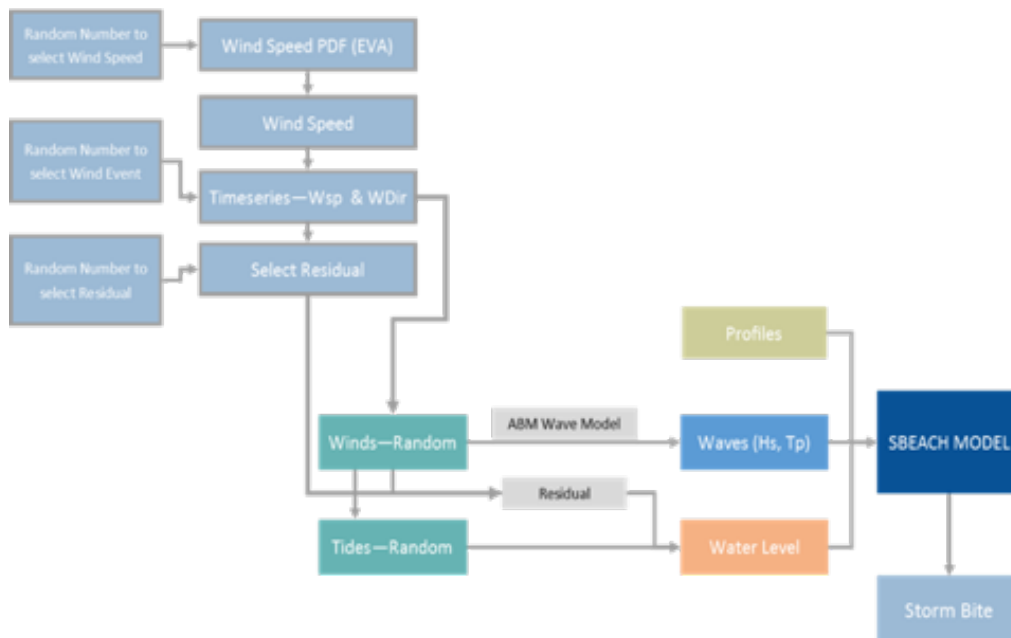 Random Number to
select Wind Speed
Wind Speed PDF (EVA)
Wind Speed
Random Number to
select Wind Event
Timeseries—Wsp & WDir
Random Number to
select Residual
Select Residual
Profiles
Winds—Random
ABM Wave Model
Waves (Hs, Tp)
SBEACH MODEL
Residual
Tides—Random
Water Level
Storm Bite